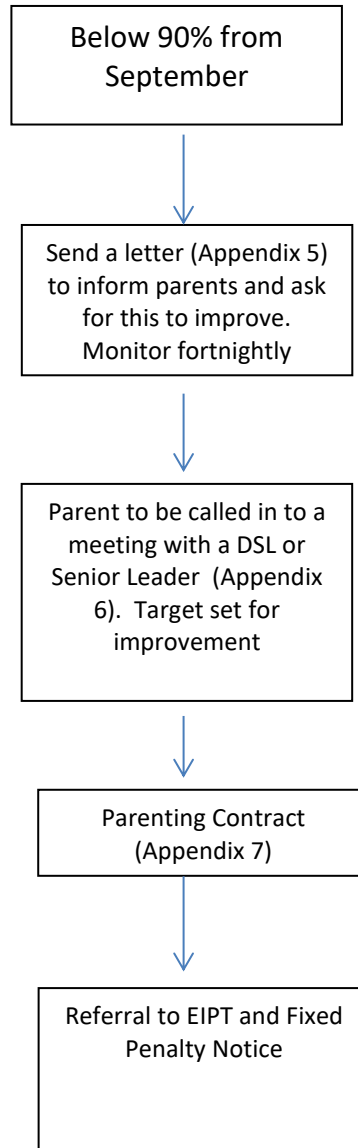 Below 90% from
September
Send a letter (Appendix 5)
to inform parents and ask
for this to improve.
Monitor fortnightly
Parent to be called in to a
meeting with a DSL or
Senior Leader  (Appendix
6).  Target set for
improvement
Parenting Contract
(Appendix 7)
Referral to EIPT and Fixed
Penalty Notice